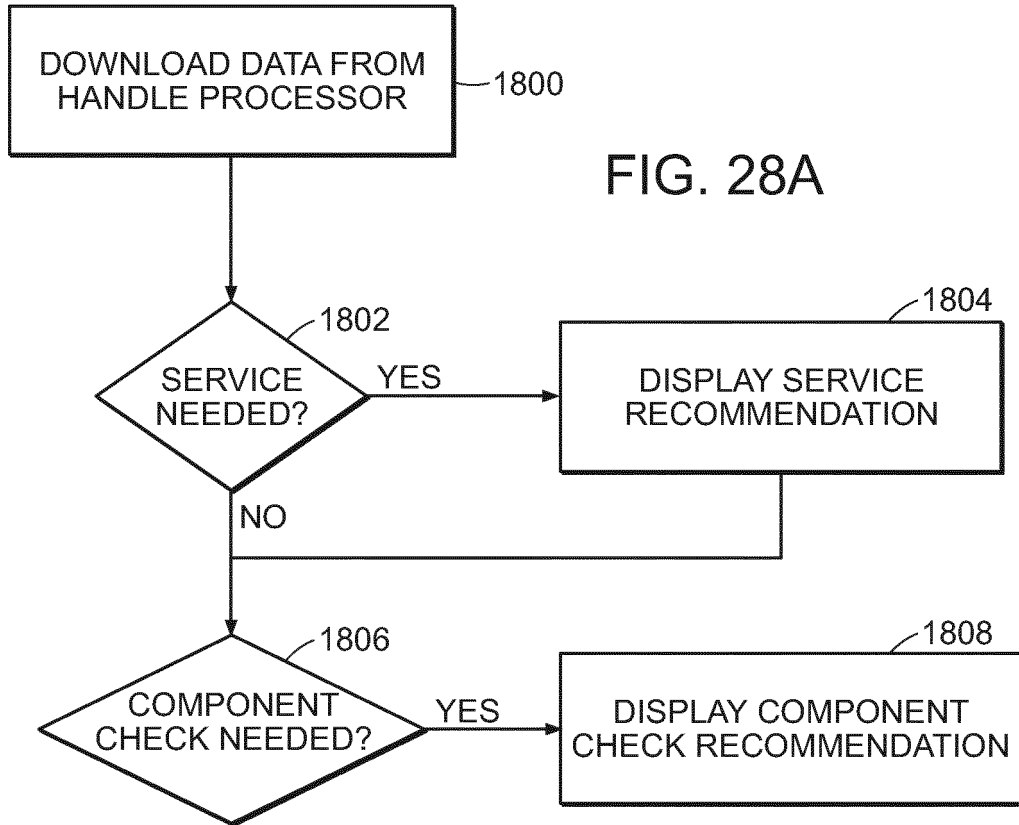 DOWNLOAD DATA FROM
HANDLE PROCESSOR
1800
FIG. 28A
1802
SERVICE
NEEDED?
YES
1804
DISPLAY SERVICE
RECOMMENDATION
NO
1806
COMPONENT
CHECK NEEDED?
YES
1808
DISPLAY COMPONENT
CHECK RECOMMENDATION